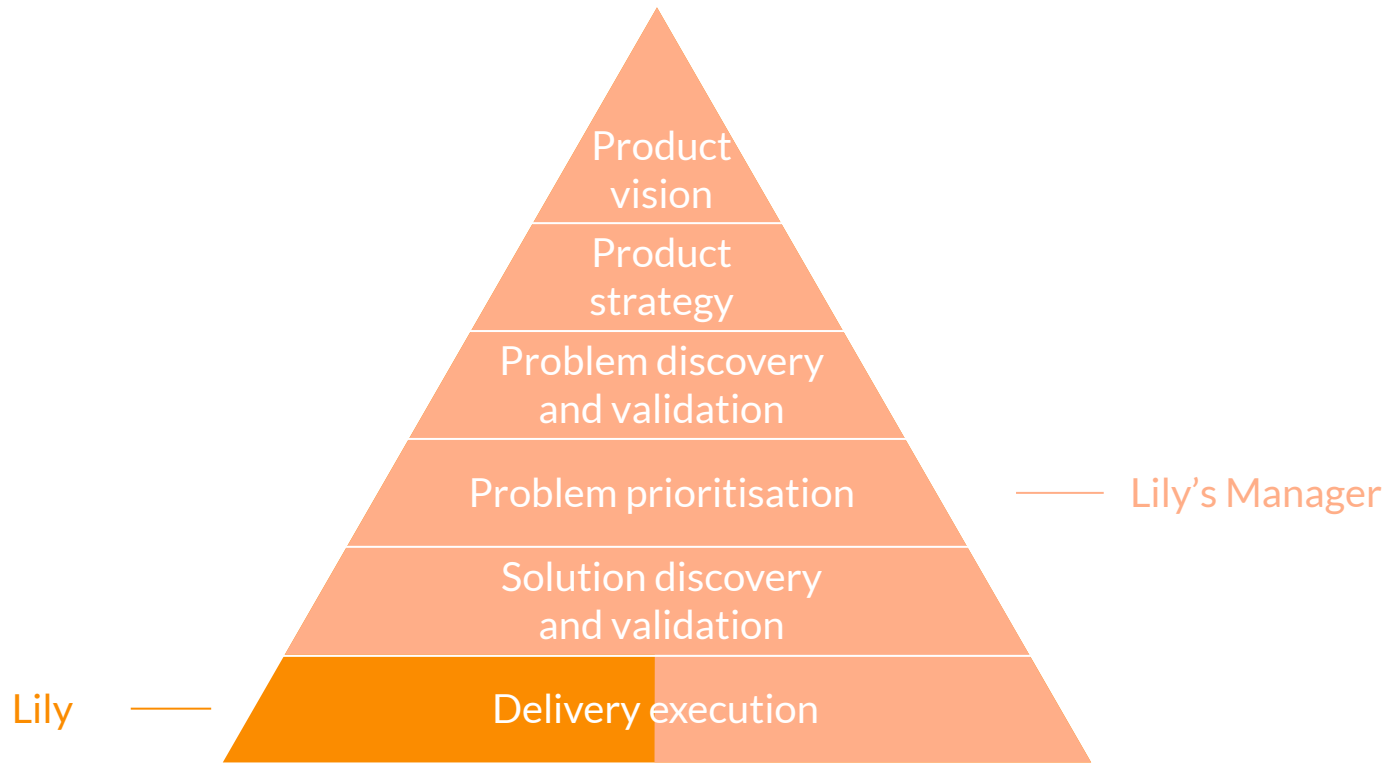 Product
vision
Product
strategy
Problem discovery
and validation
Problem prioritisation
Lily’s Manager
Solution discovery
and validation
Lily
Delivery execution